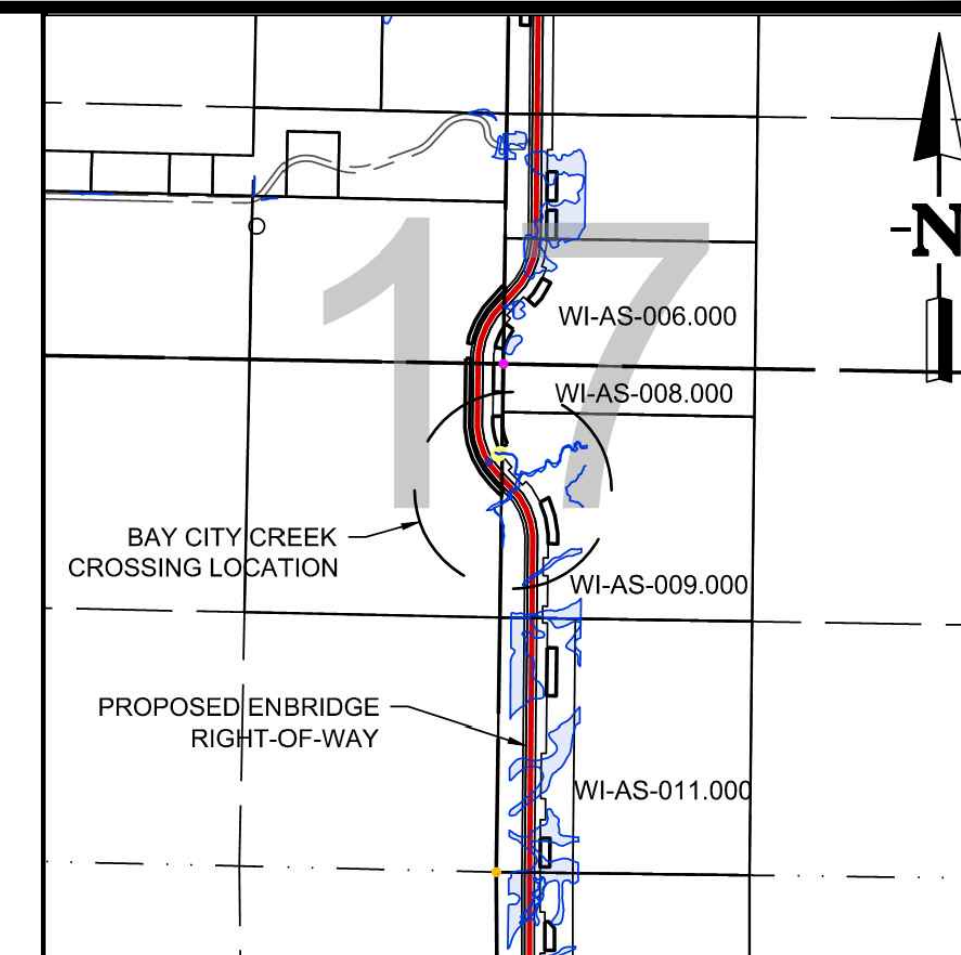 17
-N
WI-AS-006.000
WI-AS-008.000
BAY CITY CREEK
CROSSING LOCATION
WI-AS-009.000
PROPOSED ENBRIDGE
RIGHT-OF-WAY
WI-AS-011.000